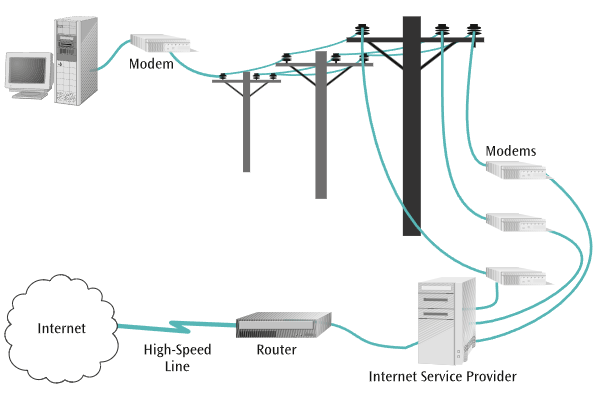 Modem
Modems
Internet
High-Speed
Line
Router
Internet Service Provider